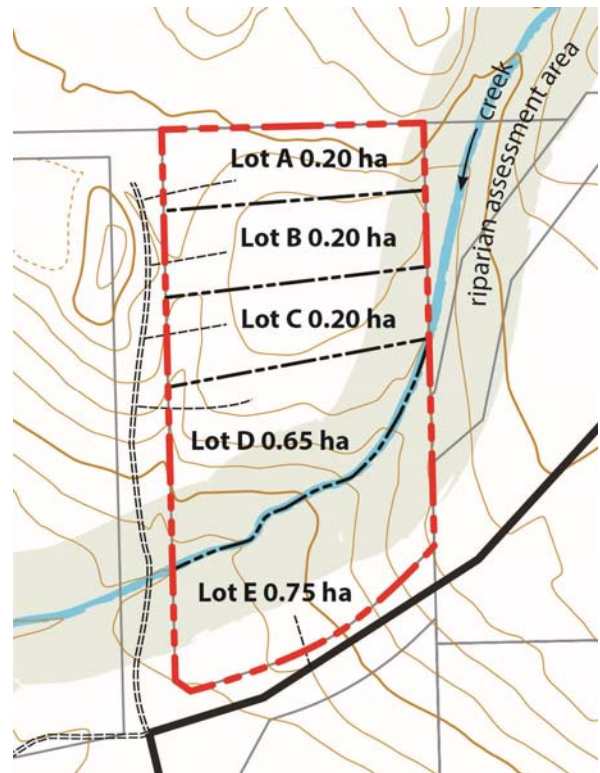 creek
riparian assessment area
Lot A 0.20 ha
Lot B 0.20 ha
Lot C 0.20 ha
Lot D 0.65 ha
Lot E 0.75 ha